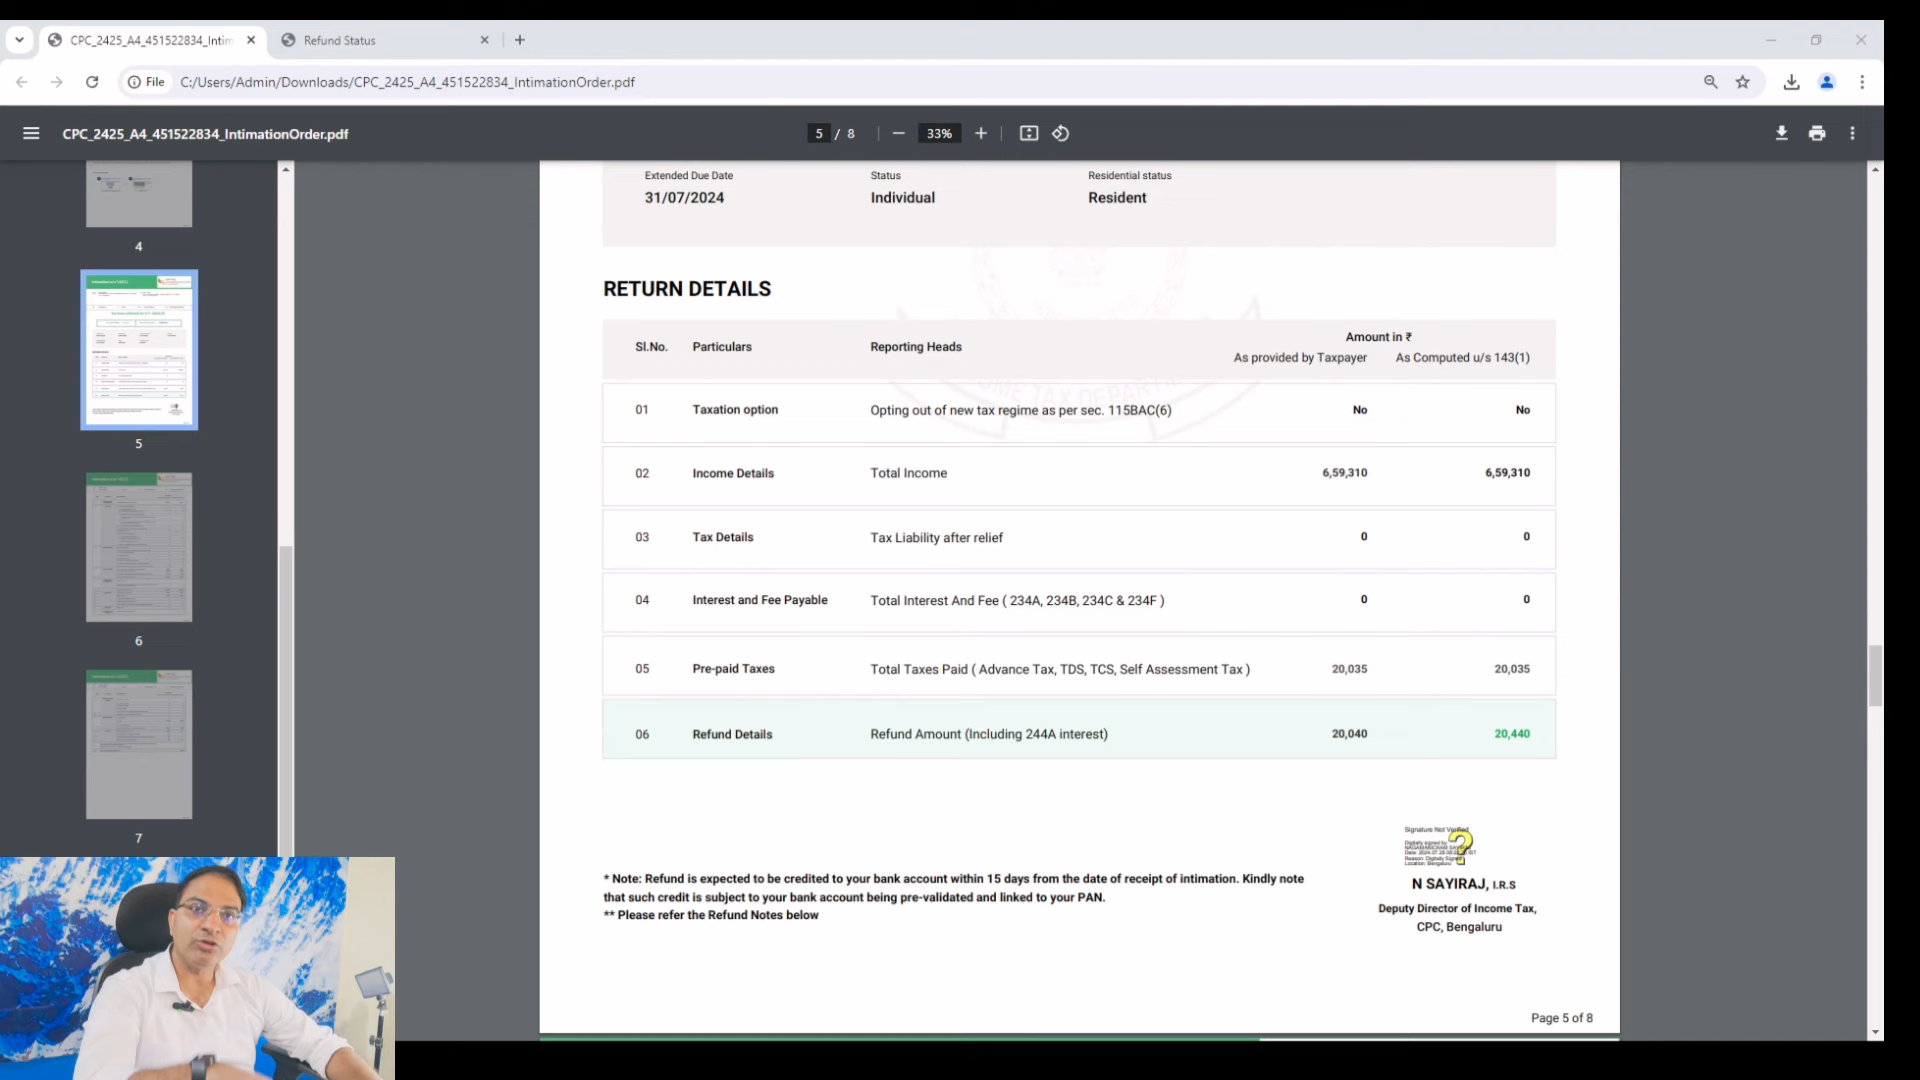 CPC_2425_A4_451522834_Intim
Refund Status
File
C:/Users/Admin/Downloads/CPC_2425_A4_451522834_IntimationOrder.pdf
CPC_2425_A4_451522834_IntimationOrder.pdf
5 / 8
33%
4
5
6
7
Extended Due Date Status Residential status
31/07/2024 Individual Resident
RETURN DETAILS
Amount in ₹
Sl.No. Particulars Reporting Heads
As provided by Taxpayer As Computed u/s 143(1)
01 Taxation option Opting out of new tax regime as per sec. 115BAC(6) No No
02 Income Details Total Income 6,59,310 6,59,310
03 Tax Details Tax Liability after relief 0 0
04 Interest and Fee Payable Total Interest And Fee ( 234A, 234B, 234C & 234F ) 0 0
05 Pre-paid Taxes Total Taxes Paid ( Advance Tax, TDS, TCS, Self Assessment Tax ) 20,035 20,035
06 Refund Details Refund Amount (Including 244A interest) 20,040 20,440
Signature Not Verified
Digitally signed by
Reason: Digitally Signed
Location: Bengaluru
N SAYIRAJ, I.R.S
Deputy Director of Income Tax,
CPC, Bengaluru
* Note: Refund is expected to be credited to your bank account within 15 days from the date of receipt of intimation. Kindly note
that such credit is subject to your bank account being pre-validated and linked to your PAN.
** Please refer the Refund Notes below
Page 5 of 8